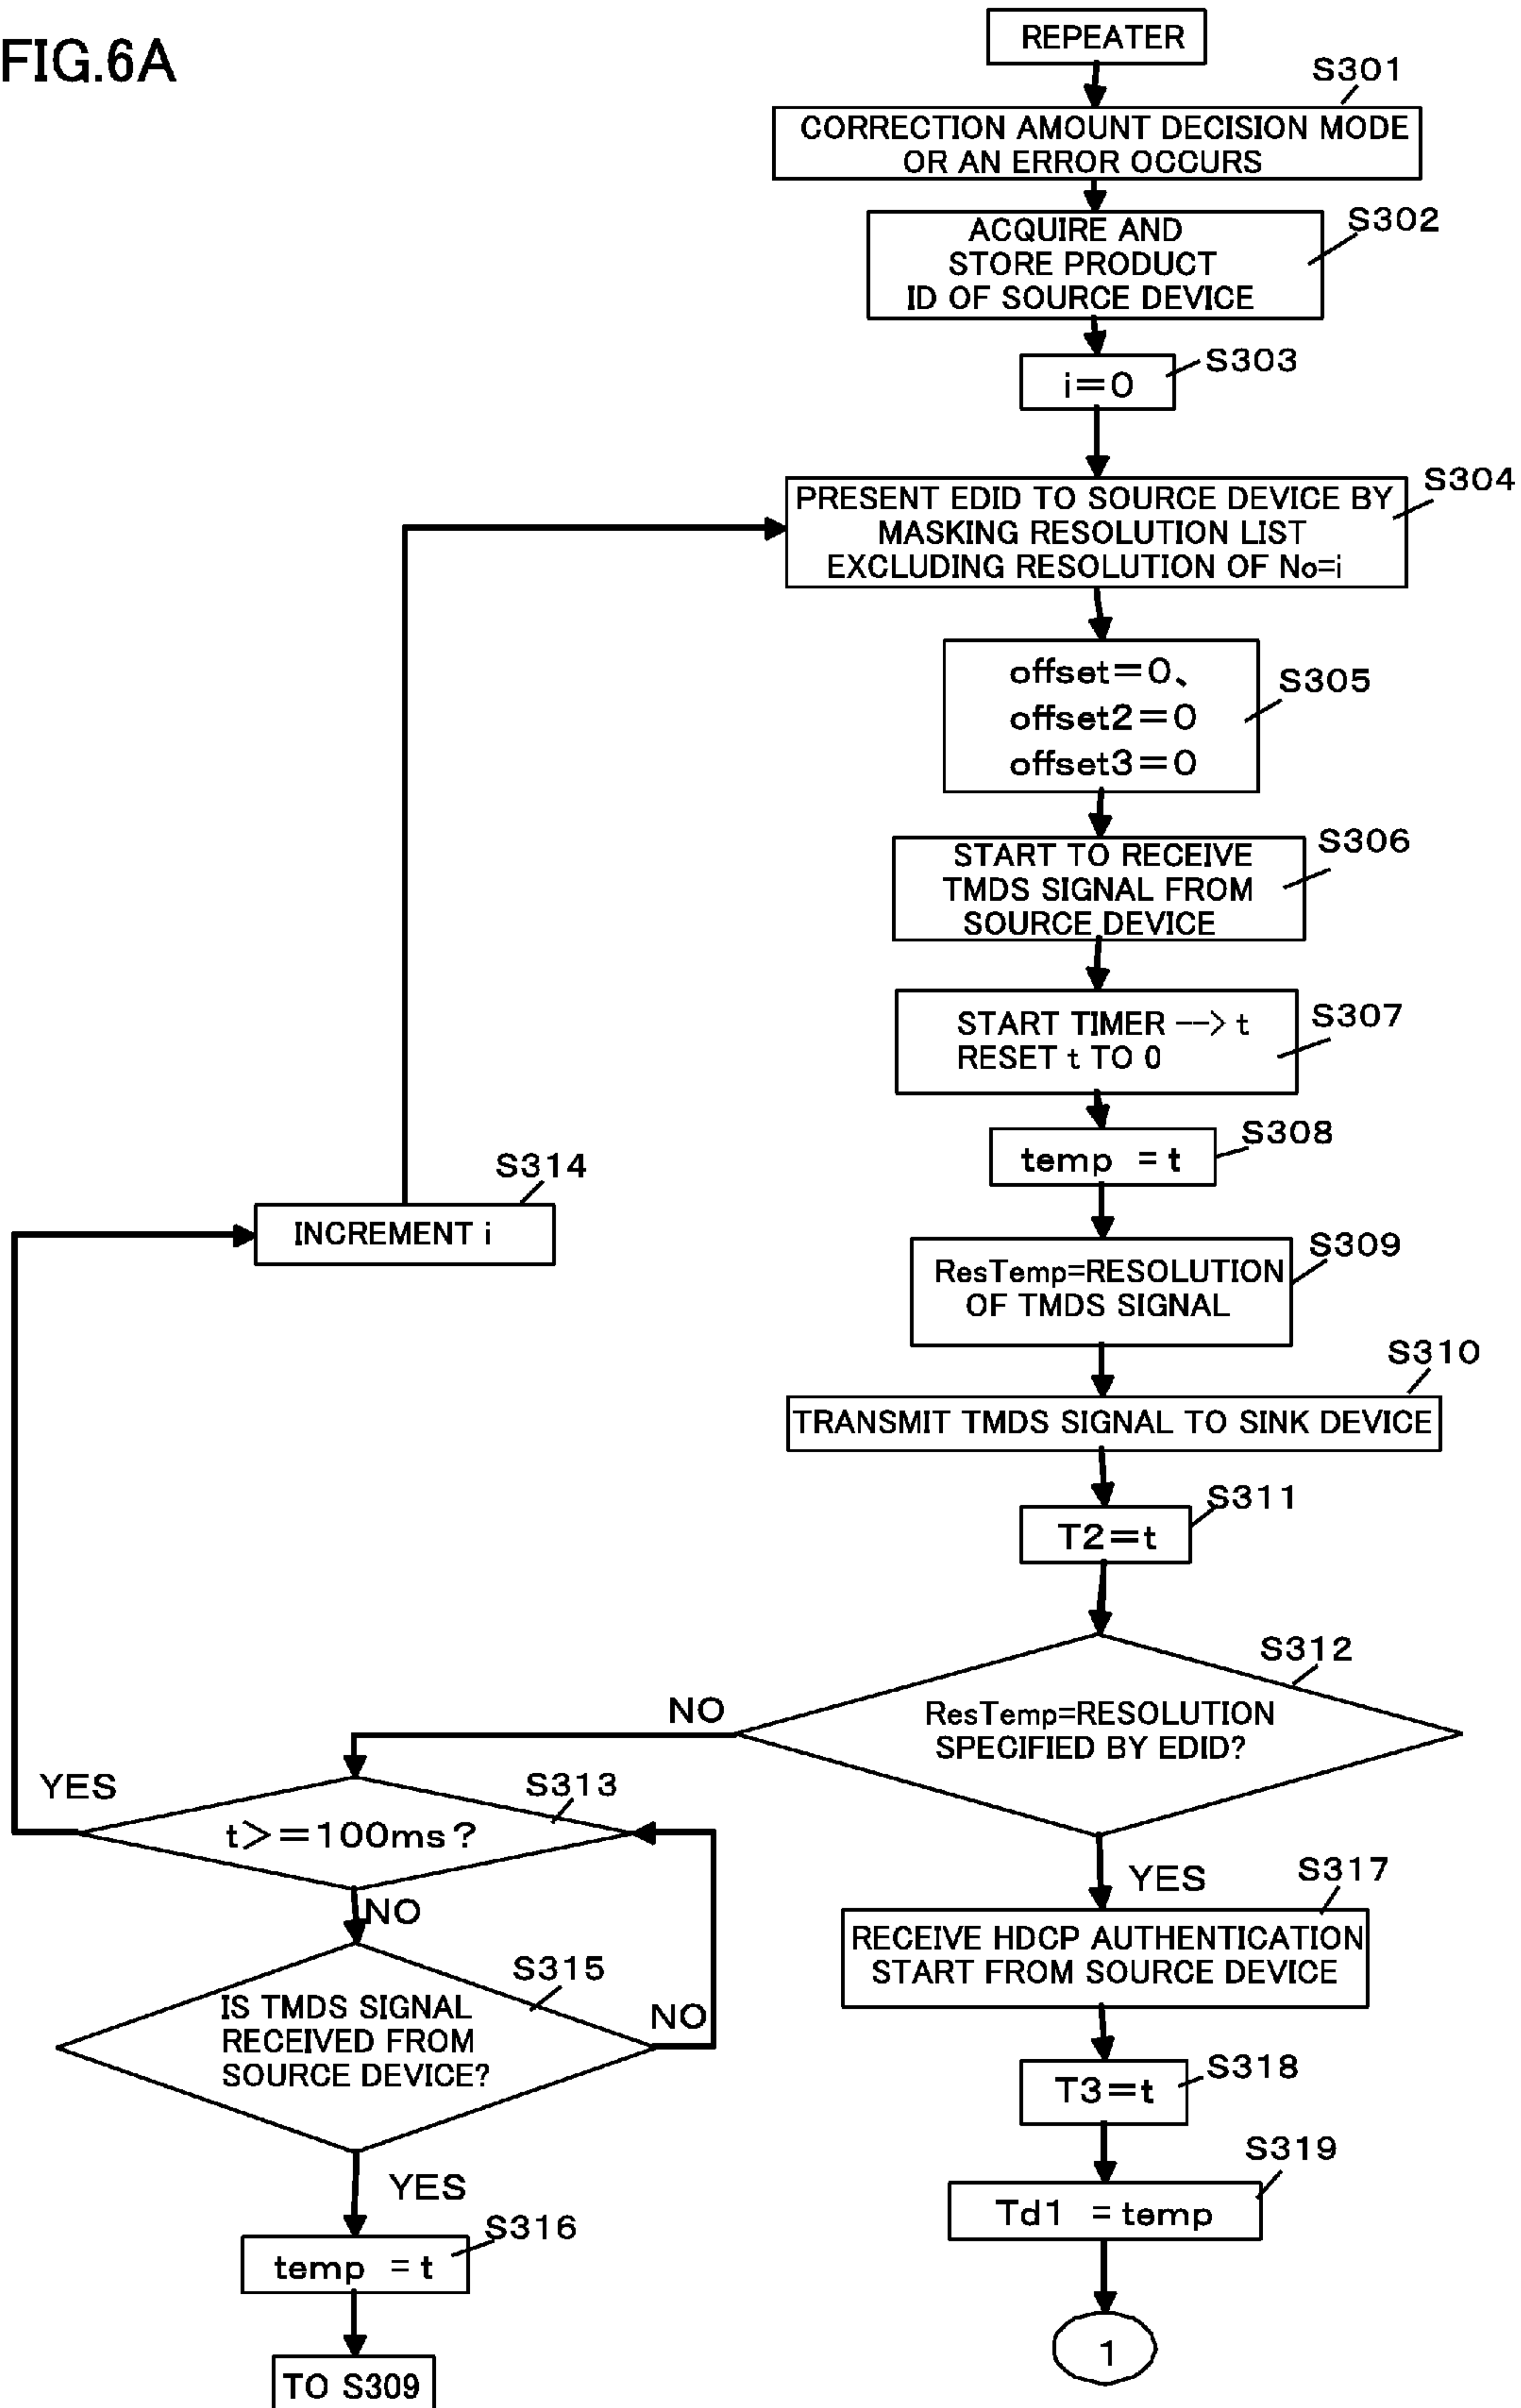 FIG.6A
REPEATER
S301
CORRECTION AMOUNT DECISION MODE
OR AN ERROR OCCURS
S302
ACQUIRE AND
STORE PRODUCT
ID OF SOURCE DEVICE
S303
i=0
S304
PRESENT EDID TO SOURCE DEVICE BY
MASKING RESOLUTION LIST
EXCLUDING RESOLUTION OF No=i
S305
offset=0、
offset2=0
offset3=0
S306
START TO RECEIVE
TMDS SIGNAL FROM
SOURCE DEVICE
S307
START TIMER --> t
RESET t TO 0
S308
temp = t
S314
INCREMENT i
S309
ResTemp=RESOLUTION
OF TMDS SIGNAL
S310
TRANSMIT TMDS SIGNAL TO SINK DEVICE
S311
T2=t
S312
ResTemp=RESOLUTION
SPECIFIED BY EDID?
NO
YES
S313
t>=100ms?
NO
S315
IS TMDS SIGNAL
RECEIVED FROM
SOURCE DEVICE?
NO
YES
S316
temp = t
TO S309
YES
S317
RECEIVE HDCP AUTHENTICATION
START FROM SOURCE DEVICE
S318
T3=t
S319
Td1 = temp
1